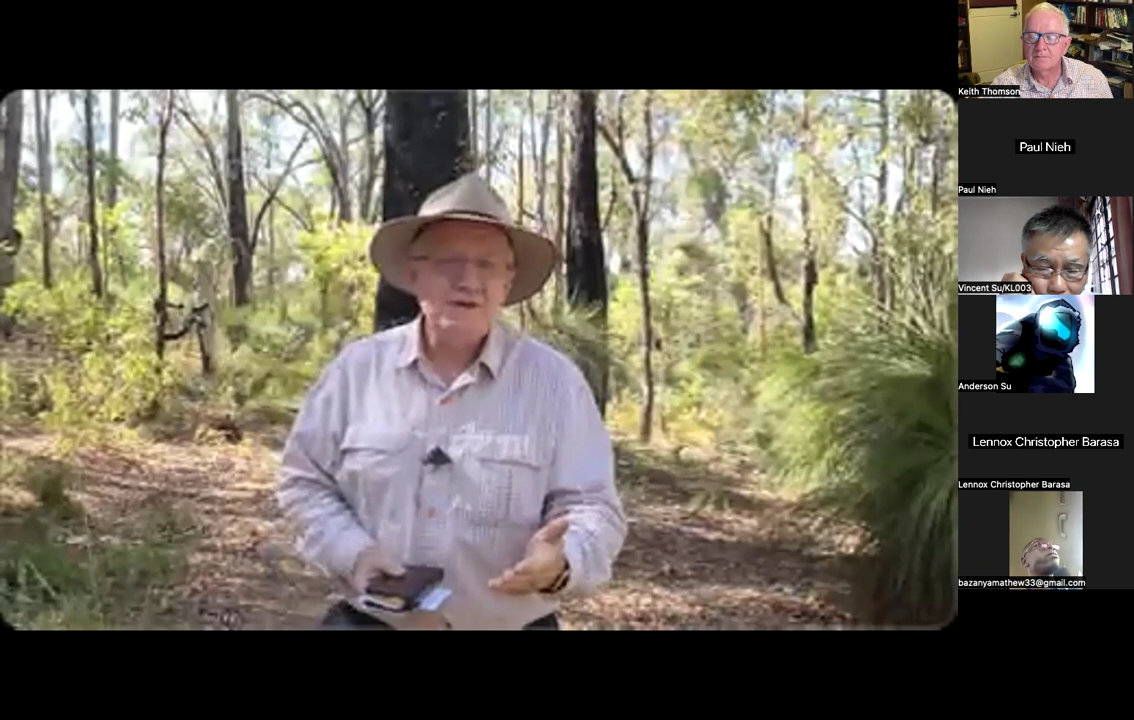 Keith Thomson
Paul Nieh
Paul Nieh
Vincent Su/KL003
Anderson Su
Lennox Christopher Barasa
Lennox Christopher Barasa
bazanyamathew33@gmail.com